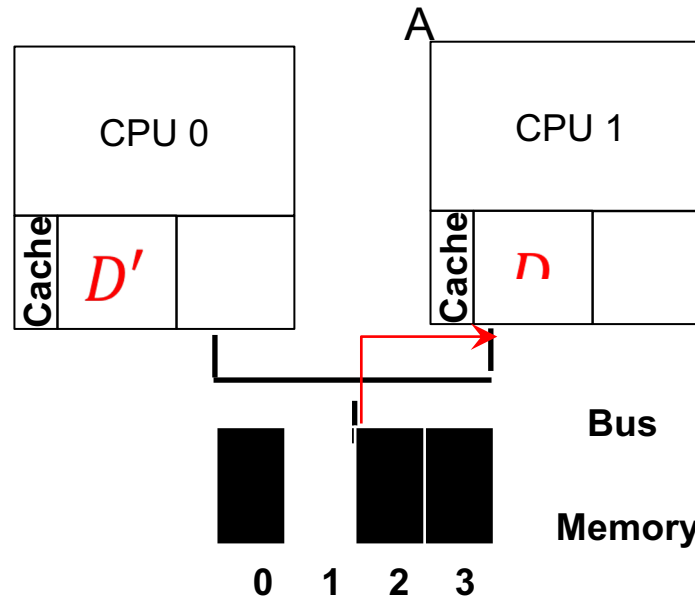 A
CPU 0
CPU 1
Cache
D′
Cache
Bus
Memory
0 1 2 3